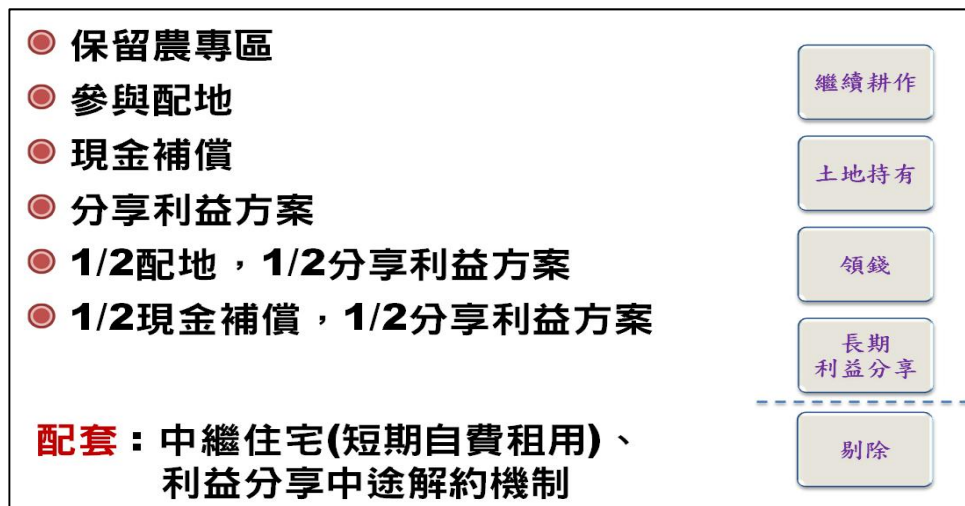 保留農專區
參與配地
現金補償
分享利益方案
1/2配地，1/2分享利益方案
1/2現金補償，1/2分享利益方案
配套：中繼住宅(短期自費租用)、
利益分享中途解約機制
繼續耕作
土地持有
領錢
長期
利益分享
剔除